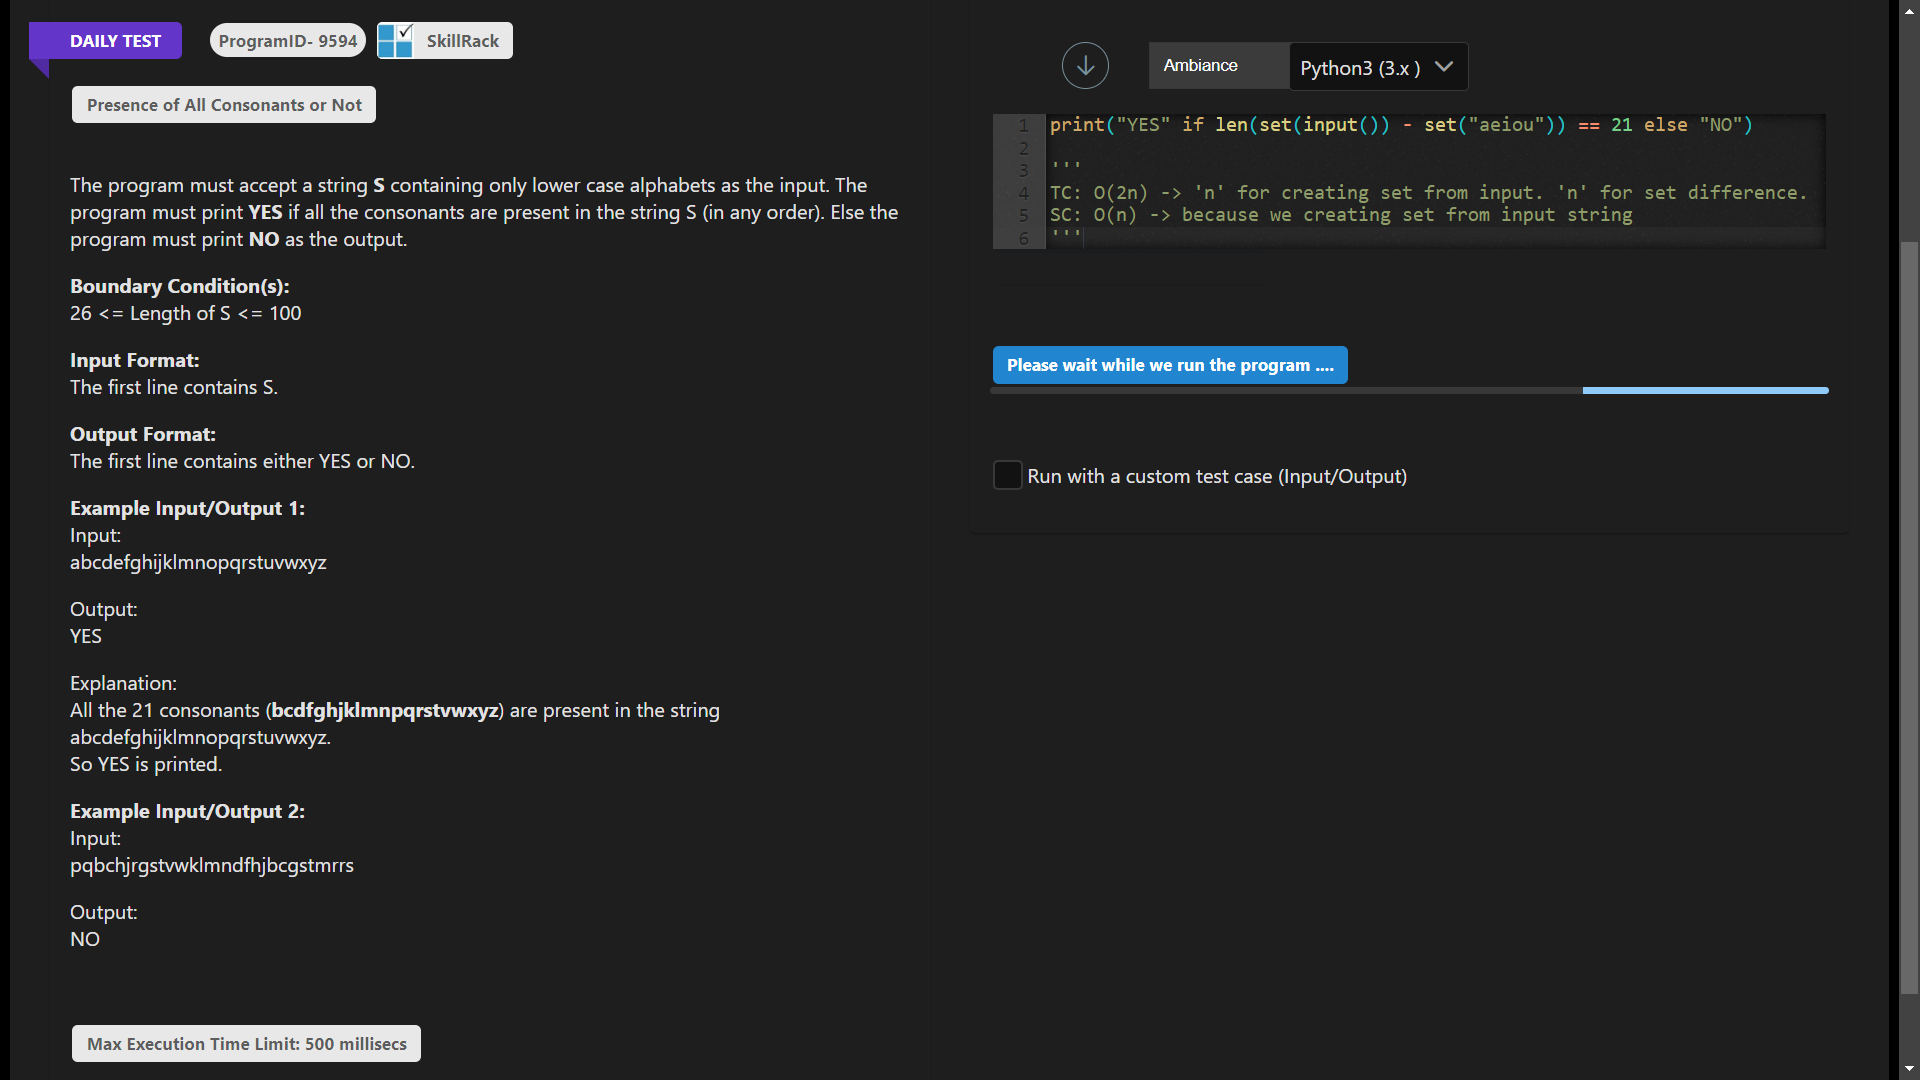 DAILY TEST
ProgramID- 9594
SkillRack
Presence of All Consonants or Not
The program must accept a string S containing only lower case alphabets as the input. The
program must print YES if all the consonants are present in the string S (in any order). Else the
program must print NO as the output.
Boundary Condition(s):
26 <= Length of S <= 100
Input Format:
The first line contains S.
Output Format:
The first line contains either YES or NO.
Example Input/Output 1:
Input:
abcdefghijklmnopqrstuvwxyz
Output:
YES
Explanation:
All the 21 consonants (bcdfghjklmnpqrstvwxyz) are present in the string
abcdefghijklmnopqrstuvwxyz.
So YES is printed.
Example Input/Output 2:
Input:
pqbchjrgstvwklmndfhjbcgstmrrs
Output:
NO
Max Execution Time Limit: 500 millisecs
Ambiance
Python3 (3.x )
1 print("YES" if len(set(input()) - set("aeiou")) == 21 else "NO")
2
3 '''
4 TC: O(2n) -> 'n' for creating set from input. 'n' for set difference.
5 SC: O(n) -> because we creating set from input string
6 '''
Please wait while we run the program ....
Run with a custom test case (Input/Output)